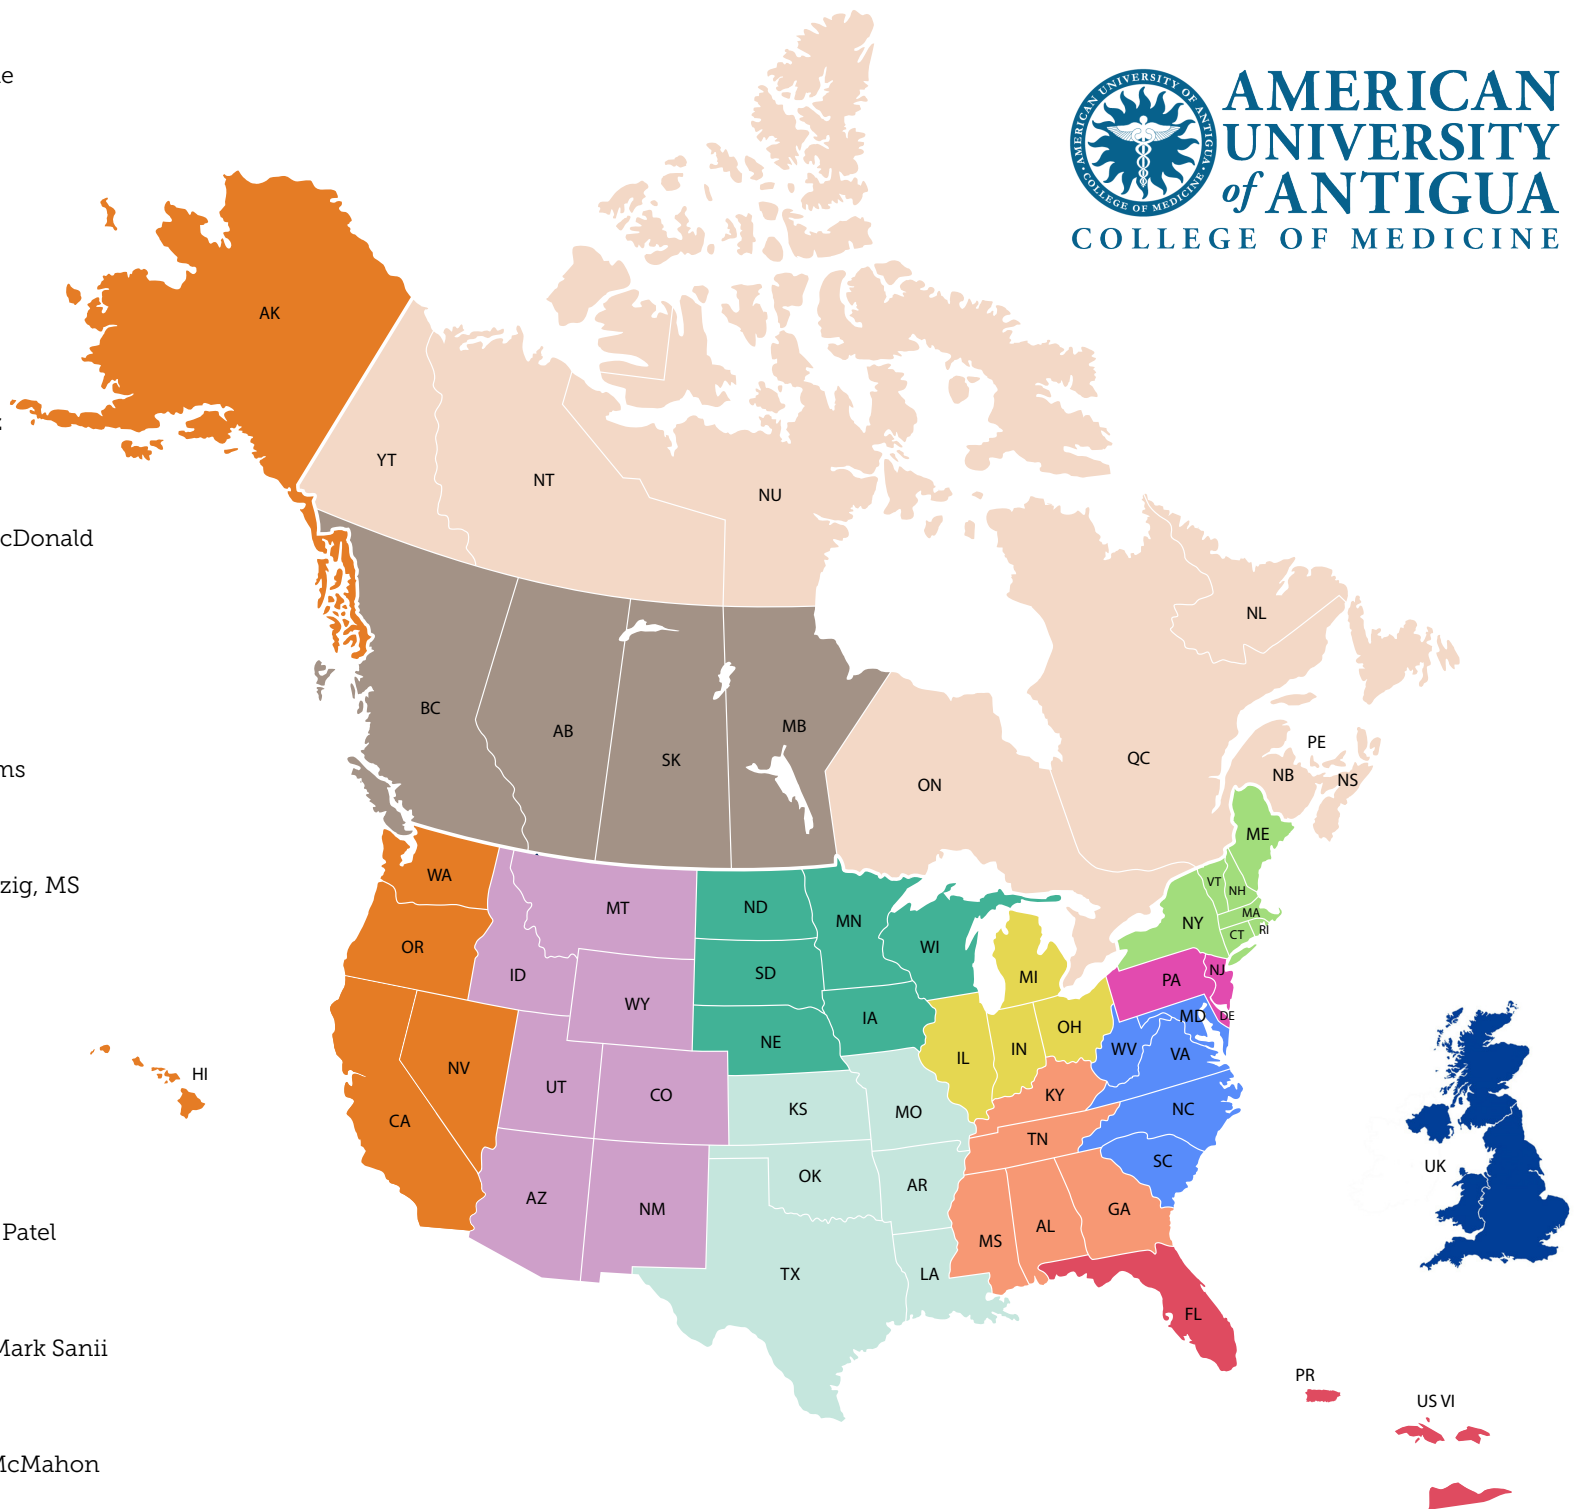 e
AMERICAN
UNIVERSITY
of ANTIGUA
COLLEGE OF MEDICINE
AMERICAN UNIVERSITY OF ANTIGUA
COLLEGE OF MEDICINE
AK
YT
NT
NU
cDonald
NL
BC
AB
SK
MB
ON
QC
PE
NB
NS
ms
ME
WA
MT
ND
MN
WI
MI
NY
VT
NH
MA
CT
RI
zig, MS
OR
ID
WY
SD
IA
NE
PA
NJ
MD
DE
OH
IN
IL
WV
VA
HI
NV
UT
CO
KS
MO
KY
NC
CA
TN
SC
UK
AZ
NM
OK
AR
GA
AL
MS
Patel
TX
LA
FL
Mark Sanii
PR
US VI
McMahon